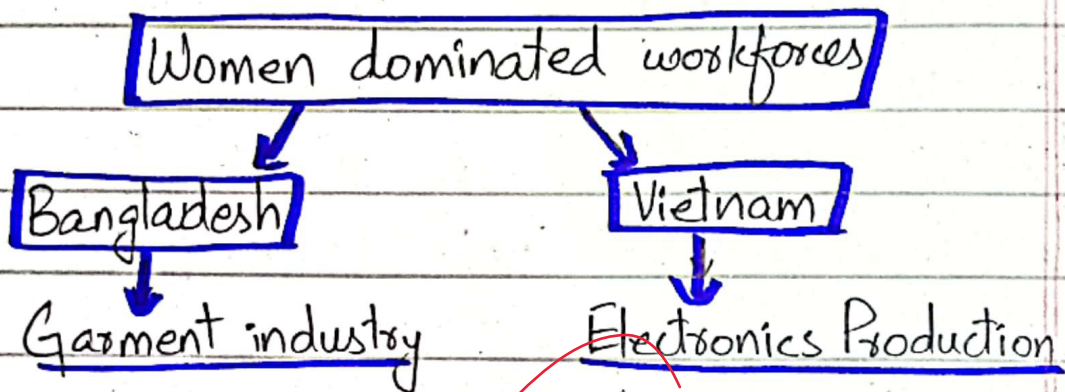 Women dominated workforces
Bangladesh Vietnam
Garment industry Electronics Production